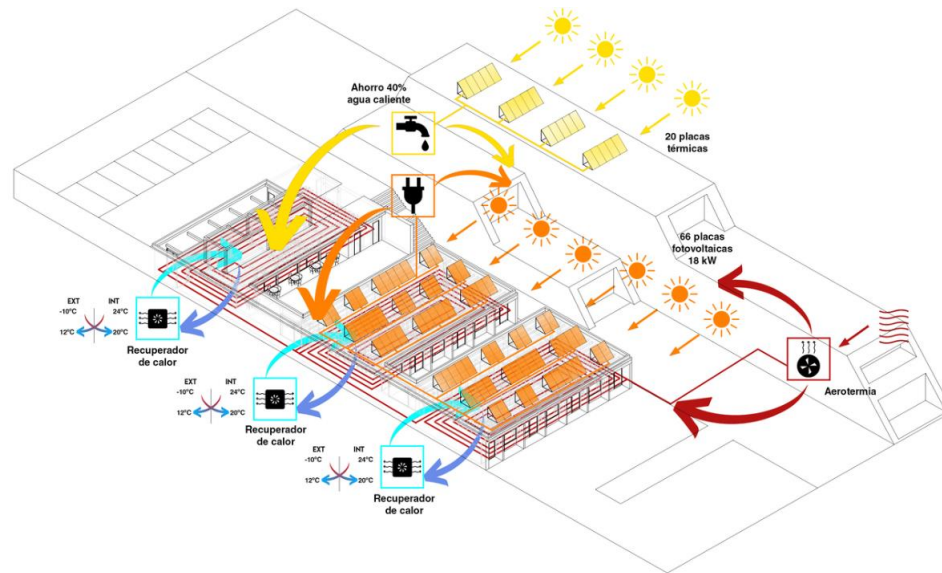 Ahorro 40%
agua caliente
20 placas
térmicas
66 placas
fotovoltaicas
18 kW
Aerotermia
EXT INT
-10°C 24°C
12°C 20°C
Recuperador
de calor
EXT INT
-10°C 24°C
12°C 20°C
Recuperador
de calor
EXT INT
-10°C 24°C
12°C 20°C
Recuperador
de calor